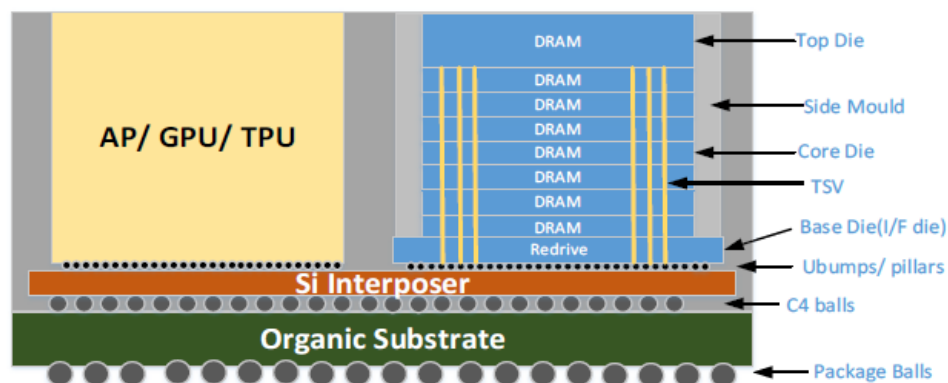 DRAM
Top Die
DRAM
DRAM
Side Mould
AP/ GPU/ TPU
DRAM
DRAM
Core Die
DRAM
TSV
DRAM
DRAM
Base Die(I/F die)
Redrive
Ubumps/ pillars
Si Interposer
C4 balls
Organic Substrate
Package Balls